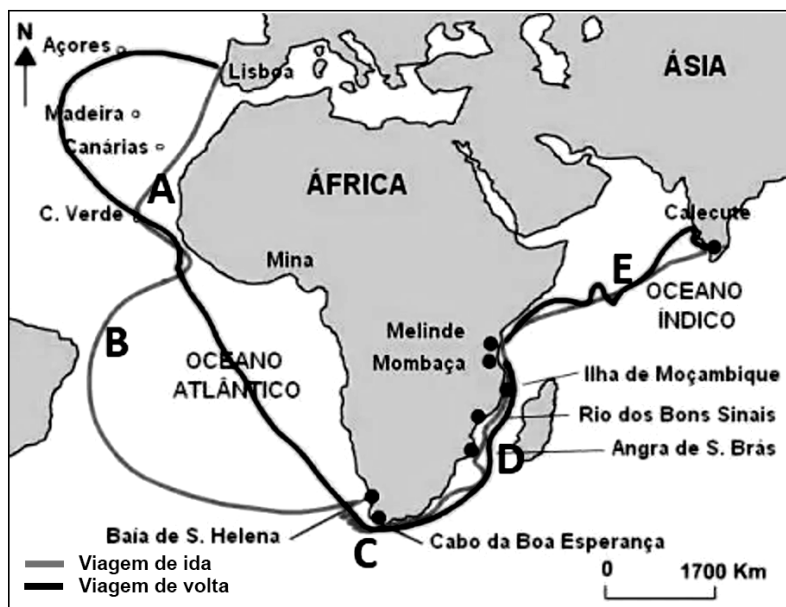 N
Açores
Lisboa
ÁSIA
Madeira
Canárias
A
ÁFRICA
C. Verde
Calecute
Mina
E
B
OCEANO
ÍNDICO
Melinde
OCEANO
ATLÂNTICO
Mombaça
Ilha de Moçambique
Rio dos Bons Sinais
D
Angra de S. Brás
Baía de S. Helena
Cabo da Boa Esperança
C
Viagem de ida
Viagem de volta
0 1700 Km